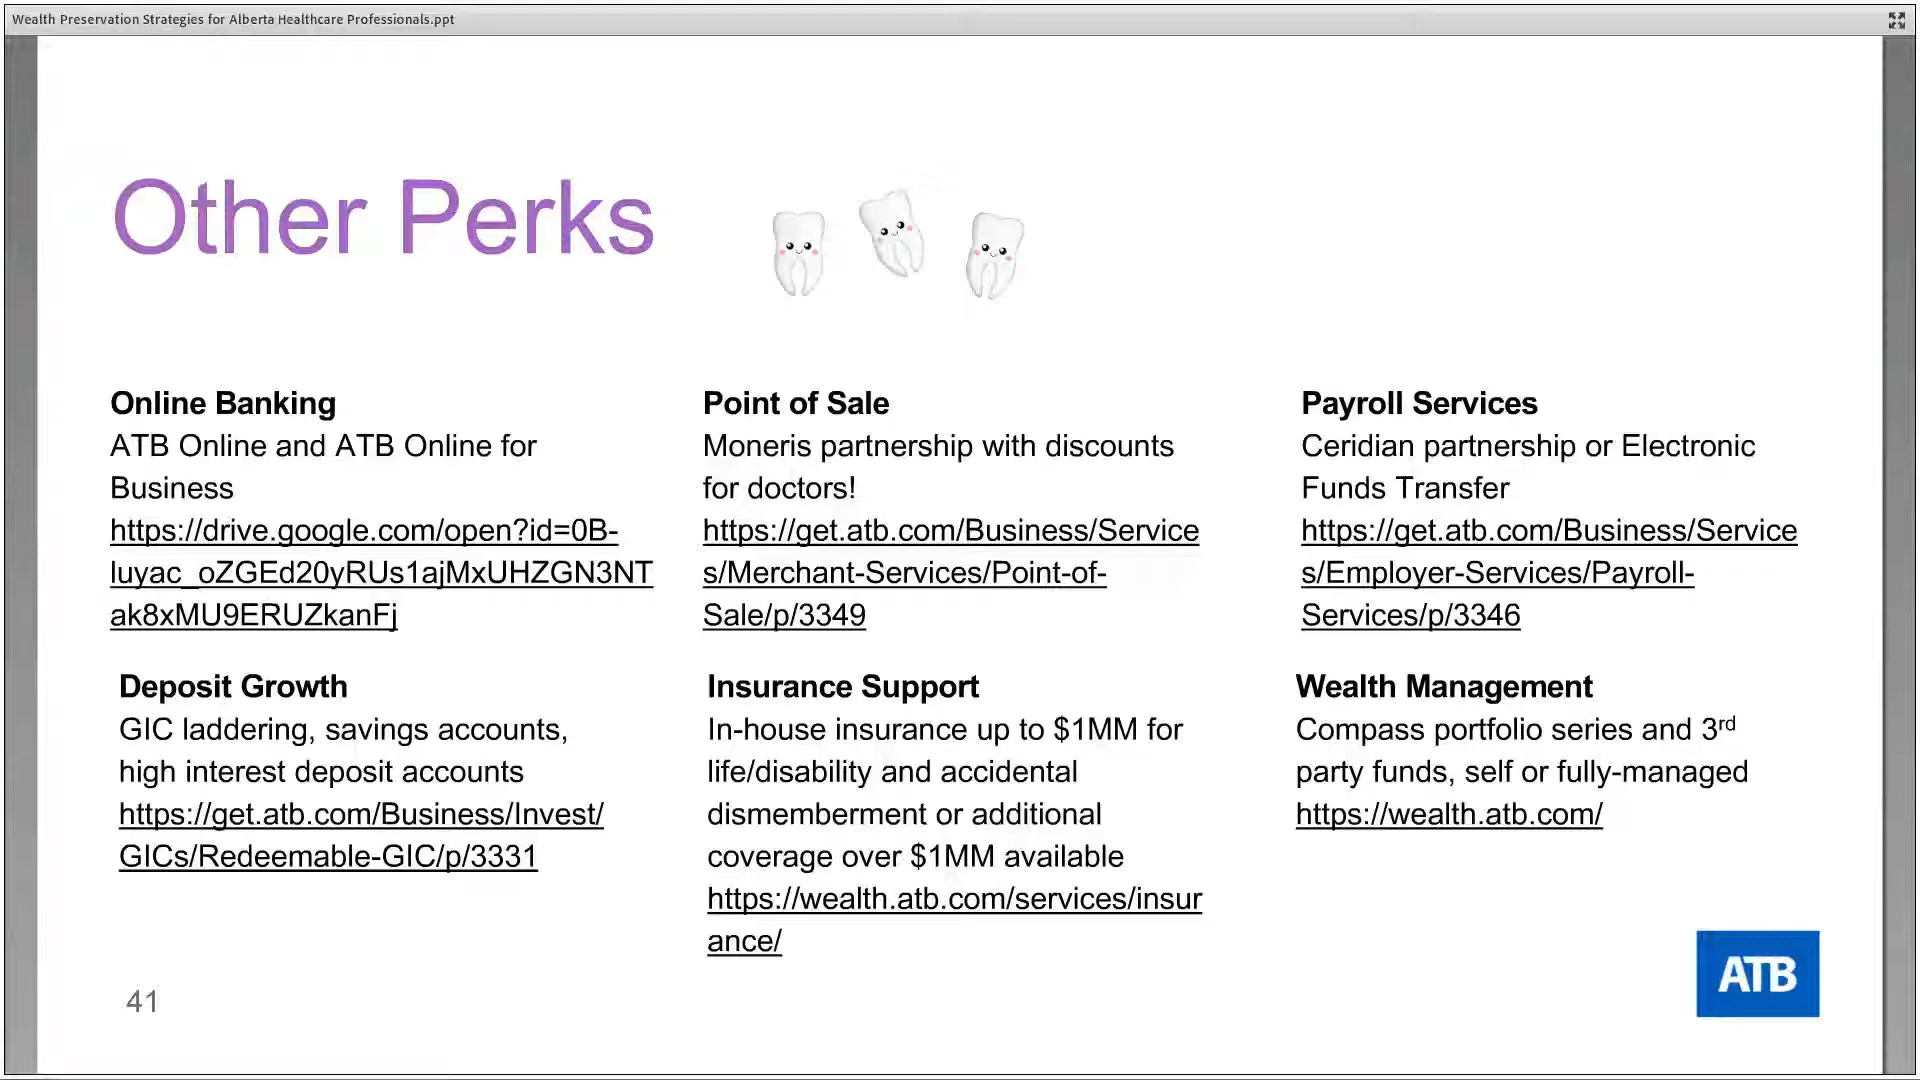 Wealth Preservation Strategies for Alberta Healthcare Professionals.ppt
Other Perks
Online Banking
ATB Online and ATB Online for
Business
https://drive.google.com/open?id=0B-
luyac_oZGEd20yRUs1ajMxUHZGN3NT
ak8xMU9ERUZkanFj
Point of Sale
Moneris partnership with discounts
for doctors!
https://get.atb.com/Business/Service
s/Merchant-Services/Point-of-
Sale/p/3349
Payroll Services
Ceridian partnership or Electronic
Funds Transfer
https://get.atb.com/Business/Service
s/Employer-Services/Payroll-
Services/p/3346
Deposit Growth
GIC laddering, savings accounts,
high interest deposit accounts
https://get.atb.com/Business/Invest/
GICs/Redeemable-GIC/p/3331
Insurance Support
In-house insurance up to $1MM for
life/disability and accidental
dismemberment or additional
coverage over $1MM available
https://wealth.atb.com/services/insur
ance/
Wealth Management
Compass portfolio series and 3rd
party funds, self or fully-managed
https://wealth.atb.com/
41
ATB